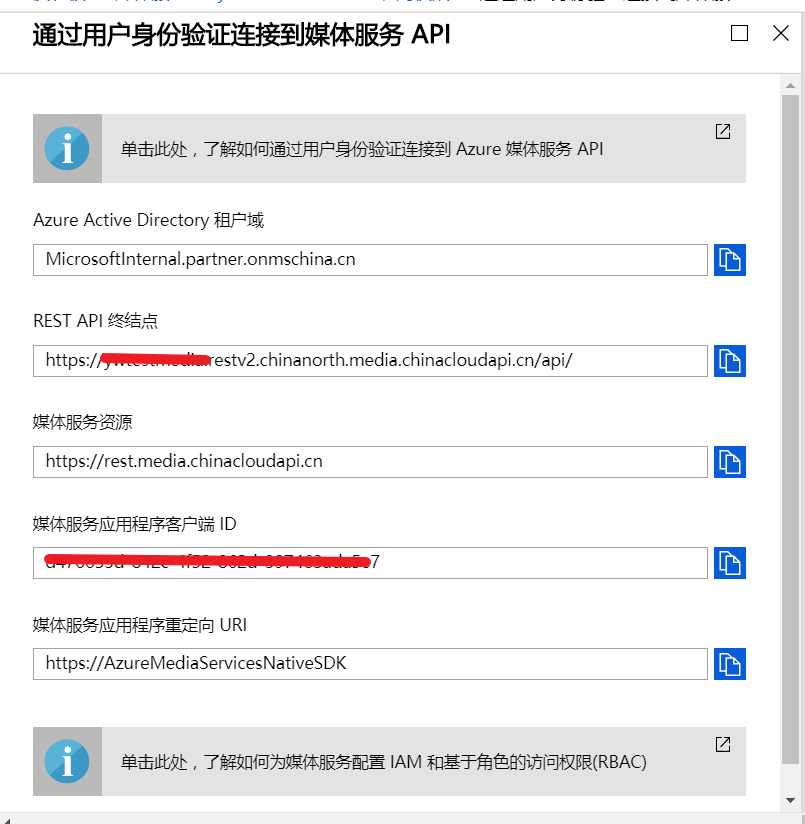 通过用户身份验证连接到媒体服务 API
单击此处，了解如何通过用户身份验证连接到 Azure 媒体服务 API
Azure Active Directory 租户域
MicrosoftInternal.partner.onmschina.cn
REST API 终结点
https:// restv2.chinanorth.media.chinacloudapi.cn/api/
媒体服务资源
https://rest.media.chinacloudapi.cn
媒体服务应用程序客户端 ID
媒体服务应用程序重定向 URI
https://AzureMediaServicesNativeSDK
单击此处，了解如何为媒体服务配置 IAM 和基于角色的访问权限(RBAC)